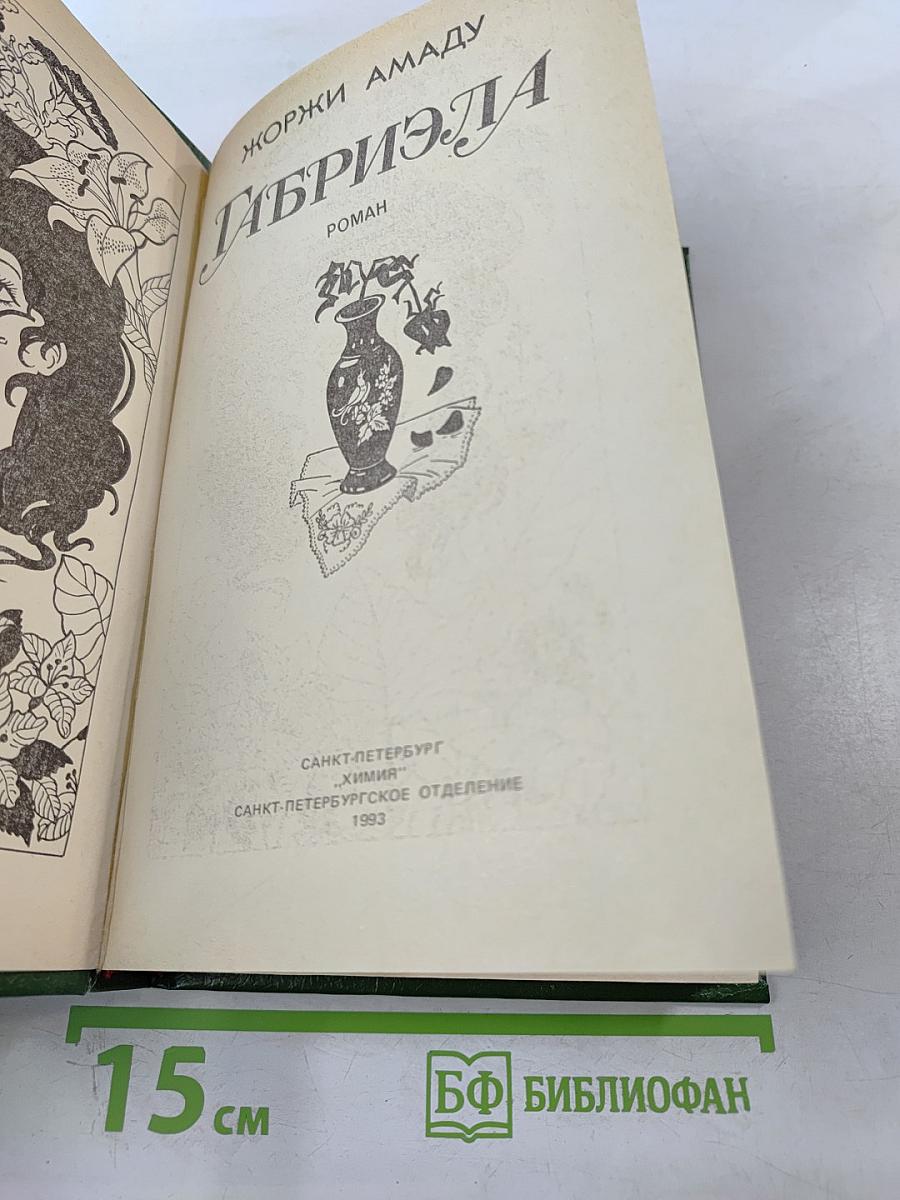 ЖОРЖИ АМАДУ
ГАБРИЭЛА
РОМАН
САНКТ-ПЕТЕРБУРГ
„ХИМИЯ"
САНКТ-ПЕТЕРБУРГСКОЕ ОТДЕЛЕНИЕ
1993
15 см
БФ БИБЛИОФАН